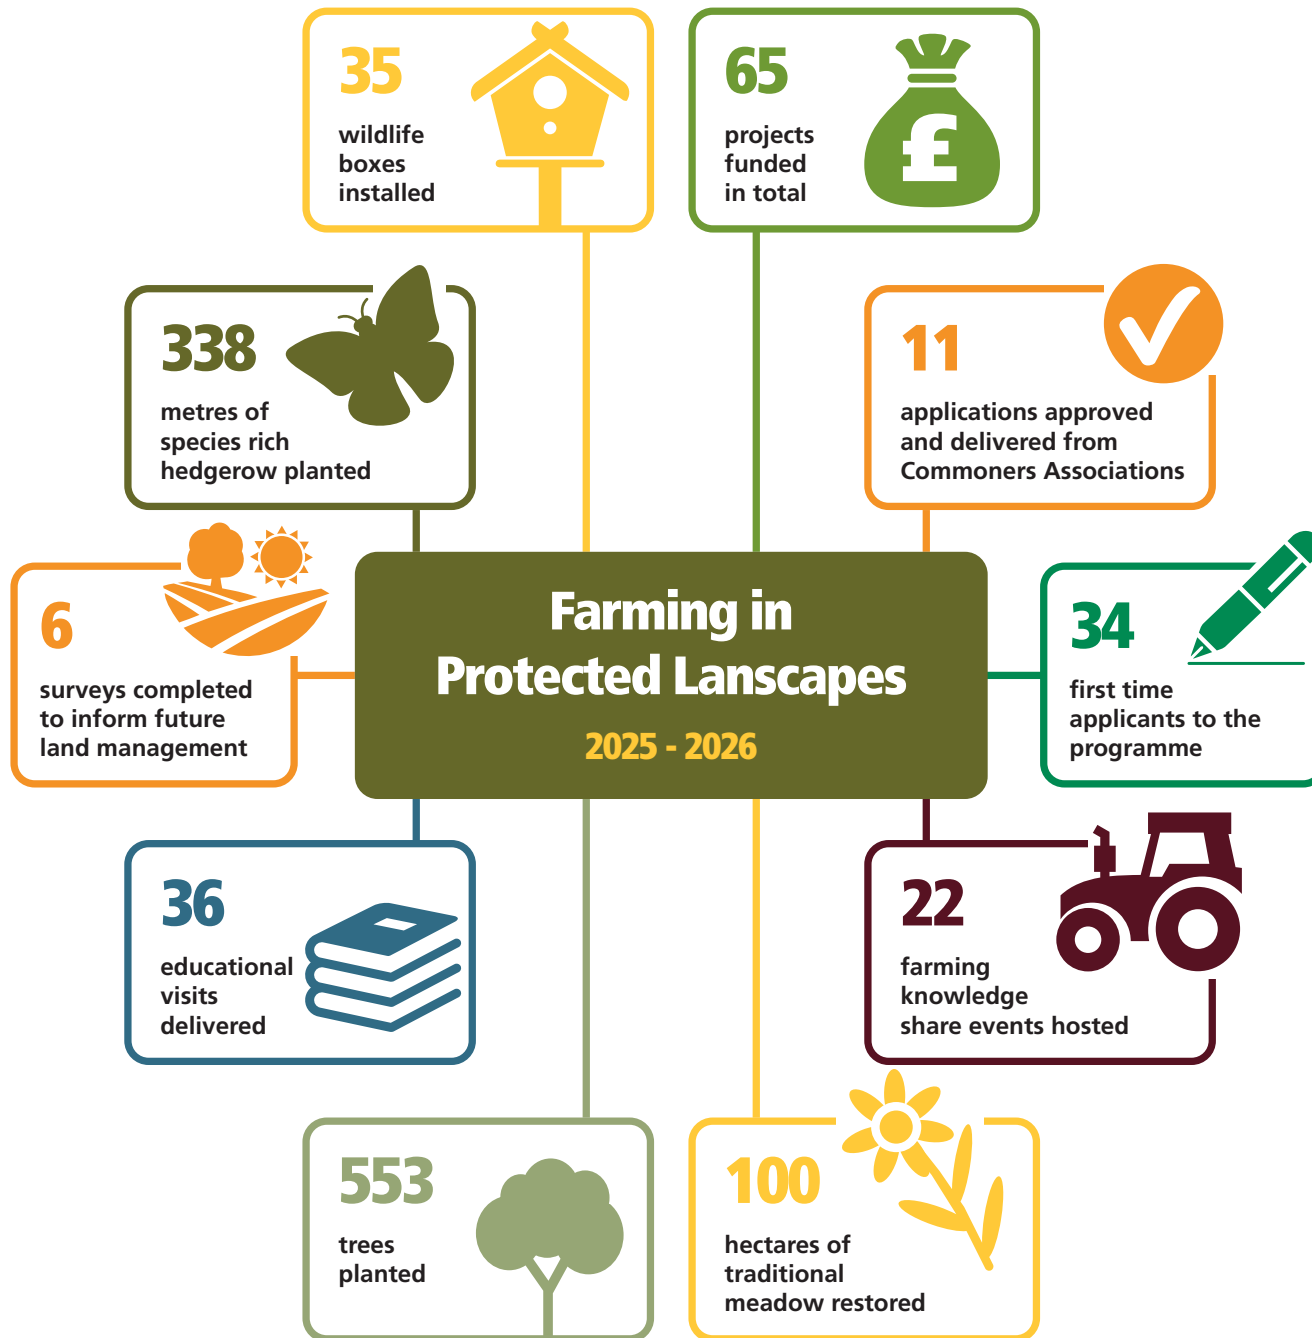 35
wildlife
boxes
installed
65
projects
funded
in total
£
338
metres of
species rich
hedgerow planted
11
applications approved
and delivered from
Commoners Associations
6
surveys completed
to inform future
land management
Farming in
Protected Lanscapes
2025 - 2026
34
first time
applicants to the
programme
36
educational
visits
delivered
22
farming
knowledge
share events hosted
553
trees
planted
100
hectares of
traditional
meadow restored